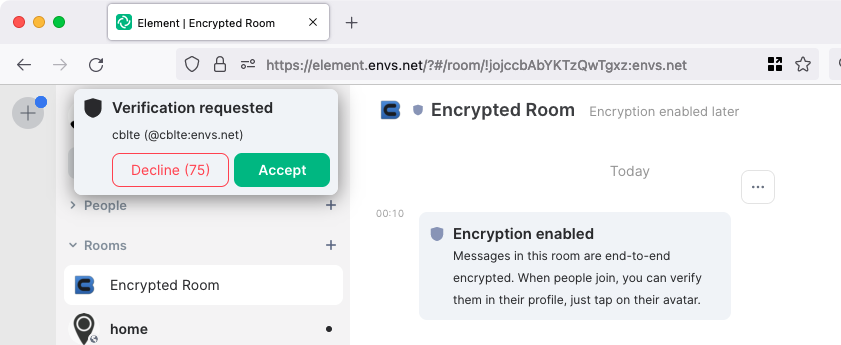 Element | Encrypted Room
https://element.envs.net/?#/room/!jojccbAbYKTzQwTgxz:envs.net
Verification requested
cblte (@cblte:envs.net)
Decline (75)
Accept
People
Rooms
Encrypted Room
home
Encrypted Room
Encryption enabled later
Today
00:10
Encryption enabled
Messages in this room are end-to-end
encrypted. When people join, you can verify
them in their profile, just tap on their avatar.